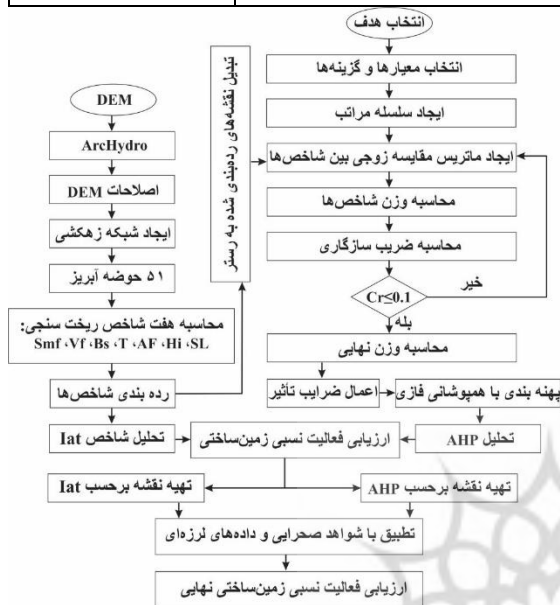 انتخاب هدف
انتخاب معیارها و گزینه‌ها
ایجاد سلسله مراتب
ایجاد ماتریس مقایسه زوجی بین شاخص‌ها
محاسبه وزن شاخص‌ها
محاسبه ضریب سازگاری
Cr≤0.1
خیر
بله
محاسبه وزن نهایی
اعمال ضرایب تأثیر
پهنه بندی با همپوشانی فازی
تحلیل AHP
تبدیل نقشه‌های رده‌بندی شده به رستر
DEM
ArcHydro
اصلاحات DEM
ایجاد شبکه زهکشی
۵۱ حوضه آبریز
محاسبه هفت شاخص ریخت سنجی:
Smf ،Vf ،Bs ،T ،AF ،Hi ،SL
رده بندی شاخص‌ها
تحلیل شاخص Iat
ارزیابی فعالیت نسبی زمین‌ساختی
تهیه نقشه برحسب AHP
تهیه نقشه برحسب Iat
تطبیق با شواهد صحرایی و داده‌های لرزه‌ای
ارزیابی فعالیت نسبی زمین‌ساختی نهایی